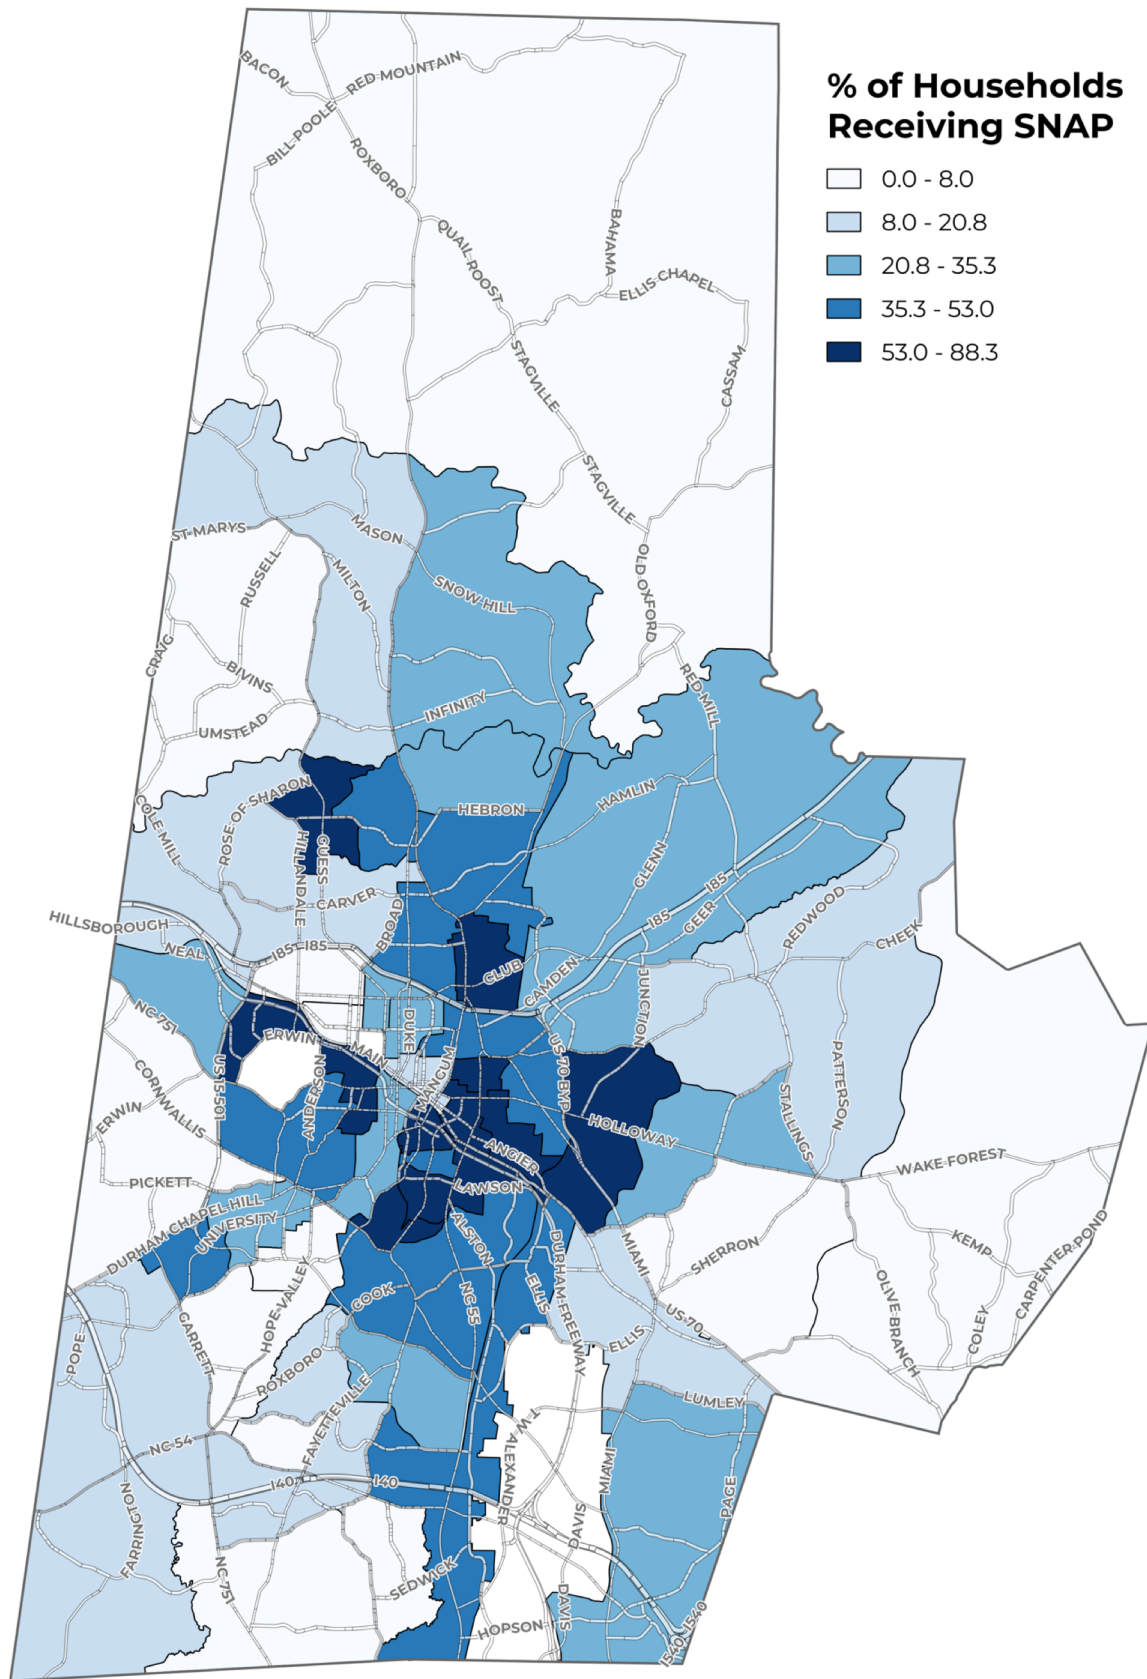 % of Households
Receiving SNAP
0.0 - 8.0
8.0 - 20.8
20.8 - 35.3
35.3 - 53.0
53.0 - 88.3
BACON
RED MOUNTAIN
BILL POOLE
ROXBORO
BAHAMA
QUAIL ROOST
ELLIS CHAPEL
STAGVILLE
CASSAM
STAGVILLE
ST MARYS
MASON
RUSSELL
MILTON
SNOW HILL
OLD OXFORD
CRAIG
BIVINS
RED MILL
INFINITY
UMSTEAD
ROSE OF SHARON
HAMLIN
HEBRON
COLE MILL
HILLANDALE
GUESS
GLENN
CARVER
I85
HILLSBOROUGH
BROAD
GEER
REDWOOD
CHEEK
NEAL
I85
I85
I85
CLUB
CAMDEN
JUNCTION
NC 751
DUKE
ERWIN
MAIN
US 70 BYP
PATTERSON
CORNWALLIS
US 15-501
ANDERSON
MANGUM
STALLINGS
ERWIN
HOLLOWAY
ANGIER
WAKE FOREST
PICKETT
LAWSON
DURHAM CHAPEL HILL
UNIVERSITY
ALSTON
DURHAM FREEWAY
MIAMI
SHERRON
KEMP
CARPENTER POND
HOPE VALLEY
COOK
NC 55
ELLIS
US 70
OLIVE BRANCH
COLEY
POPE
GARRETT
ROXBORO
ELLIS
FAYETTEVILLE
LUMLEY
T W ALEXANDER
NC 54
I40
I40
MIAMI
PAGE
FARRINGTON
DAVIS
NC 751
SEDWICK
DAVIS
HOPSON
I540
I540